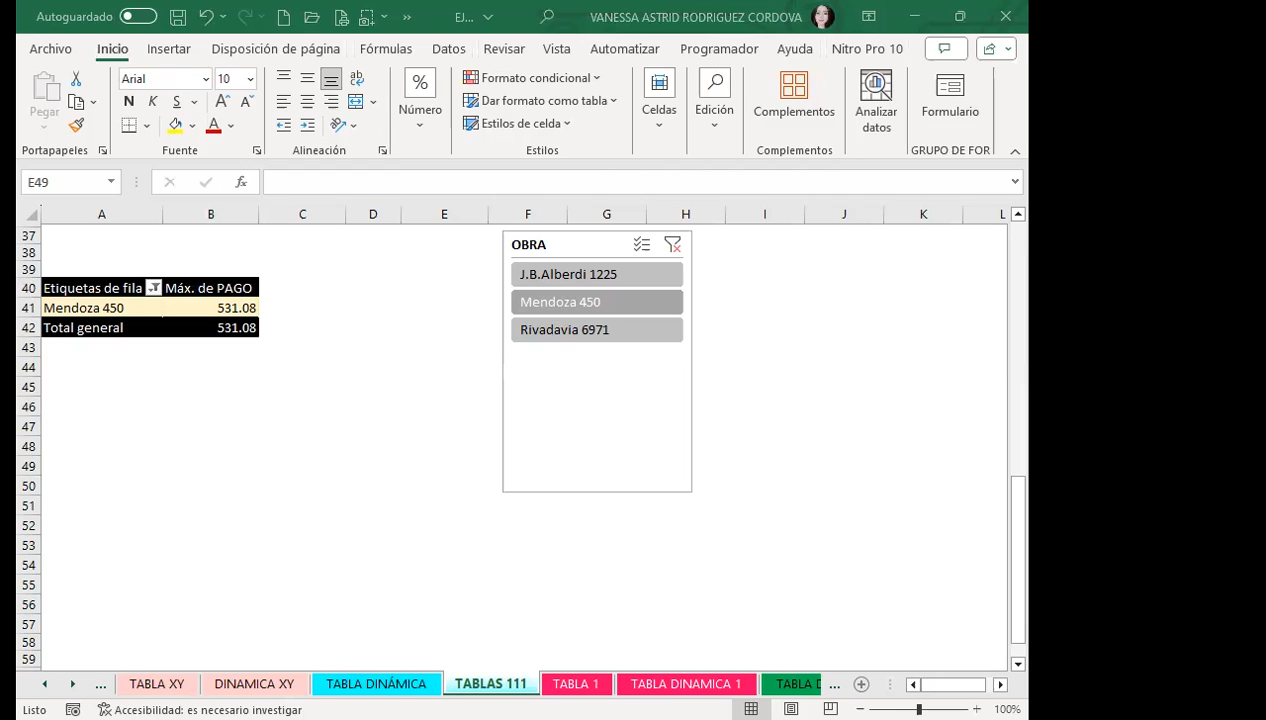 Autoguardado EJ... VANESSA ASTRID RODRIGUEZ CORDOVA
Archivo Inicio Insertar Disposición de página Fórmulas Datos Revisar Vista Automatizar Programador Ayuda Nitro Pro 10
Pegar Arial 10 N K S Número Formato condicional Dar formato como tabla Estilos de celda Celdas Edición Complementos Analizar datos Formulario
Portapapeles Fuente Alineación Estilos Complementos GRUPO DE FOR
E49 fx
A B C D E F G H I J K L
37
38 OBRA
39 J.B.Alberdi 1225
40 Etiquetas de fila Máx. de PAGO
41 Mendoza 450 531.08 Mendoza 450
42 Total general 531.08 Rivadavia 6971
43
44
45
46
47
48
49
50
51
52
53
54
55
56
57
58
59
... TABLA XY DINAMICA XY TABLA DINÁMICA TABLAS 111 TABLA 1 TABLA DINAMICA 1 TABLA D ...
Listo Accesibilidad: es necesario investigar 100%